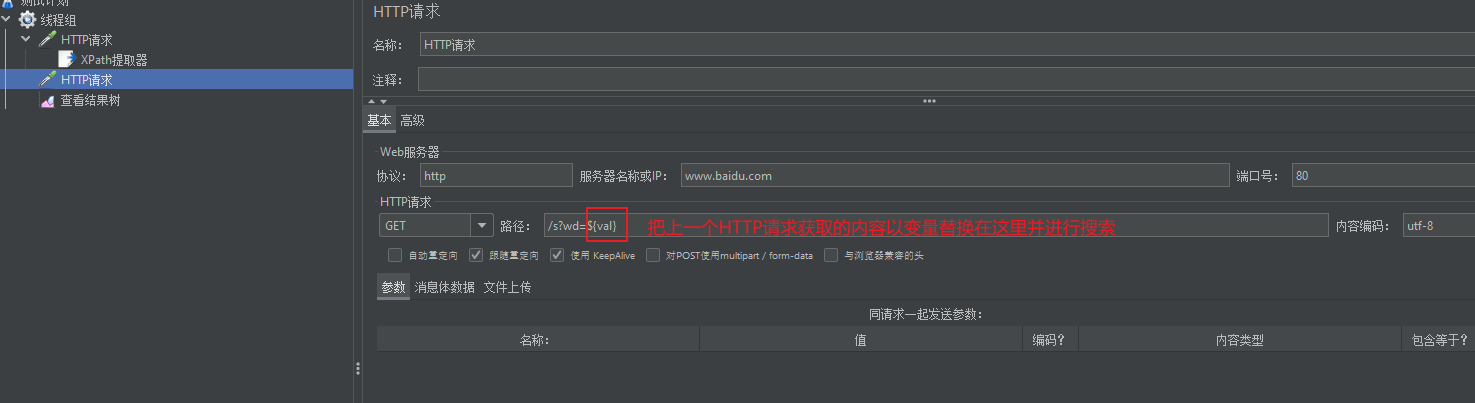 测试计划
线程组
HTTP请求
XPath提取器
HTTP请求
查看结果树
HTTP请求
名称: HTTP请求
注释:
基本 高级
Web服务器
协议: http 服务器名称或IP: www.baidu.com 端口号: 80
HTTP请求
GET 路径: /s?wd=${val} 把上一个HTTP请求获取的内容以变量替换在这里并进行搜索 内容编码: utf-8
自动重定向 跟随重定向 使用 KeepAlive 对POST使用multipart / form-data 与浏览器兼容的头
参数 消息体数据 文件上传
同请求一起发送参数:
名称: 值 编码? 内容类型 包含等于?